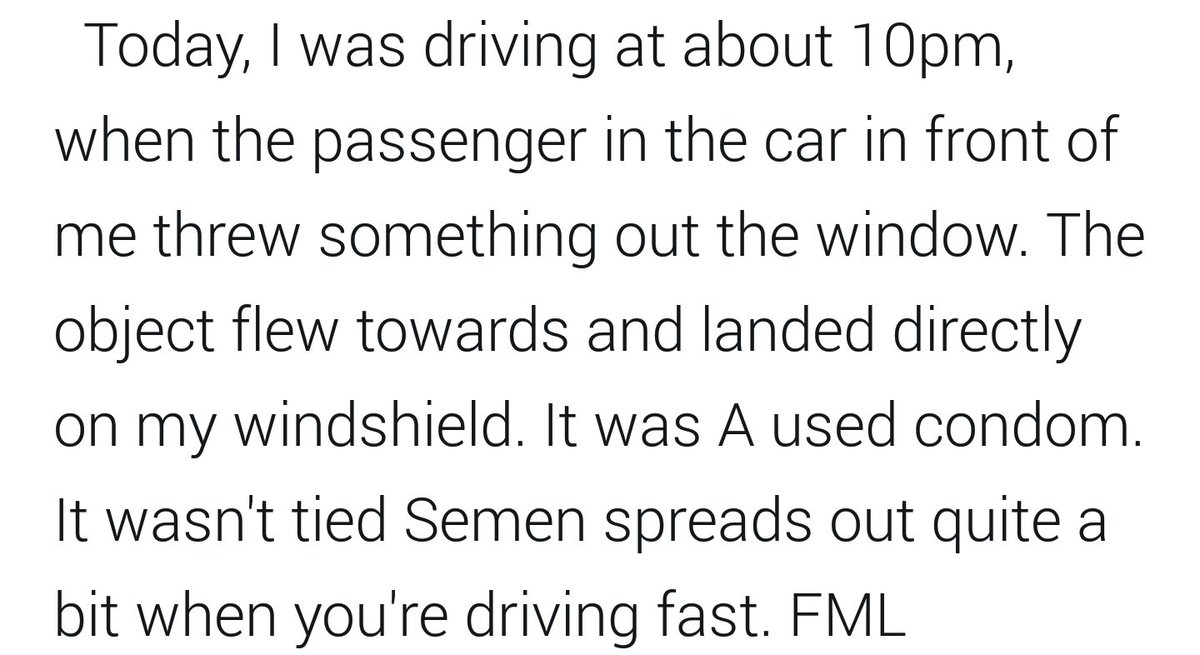 Today, I was driving at about 10pm,
when the passenger in the car in front of
me threw something out the window. The
object flew towards and landed directly
on my windshield. It was A used condom.
It wasn't tied Semen spreads out quite a
bit when you're driving fast. FML